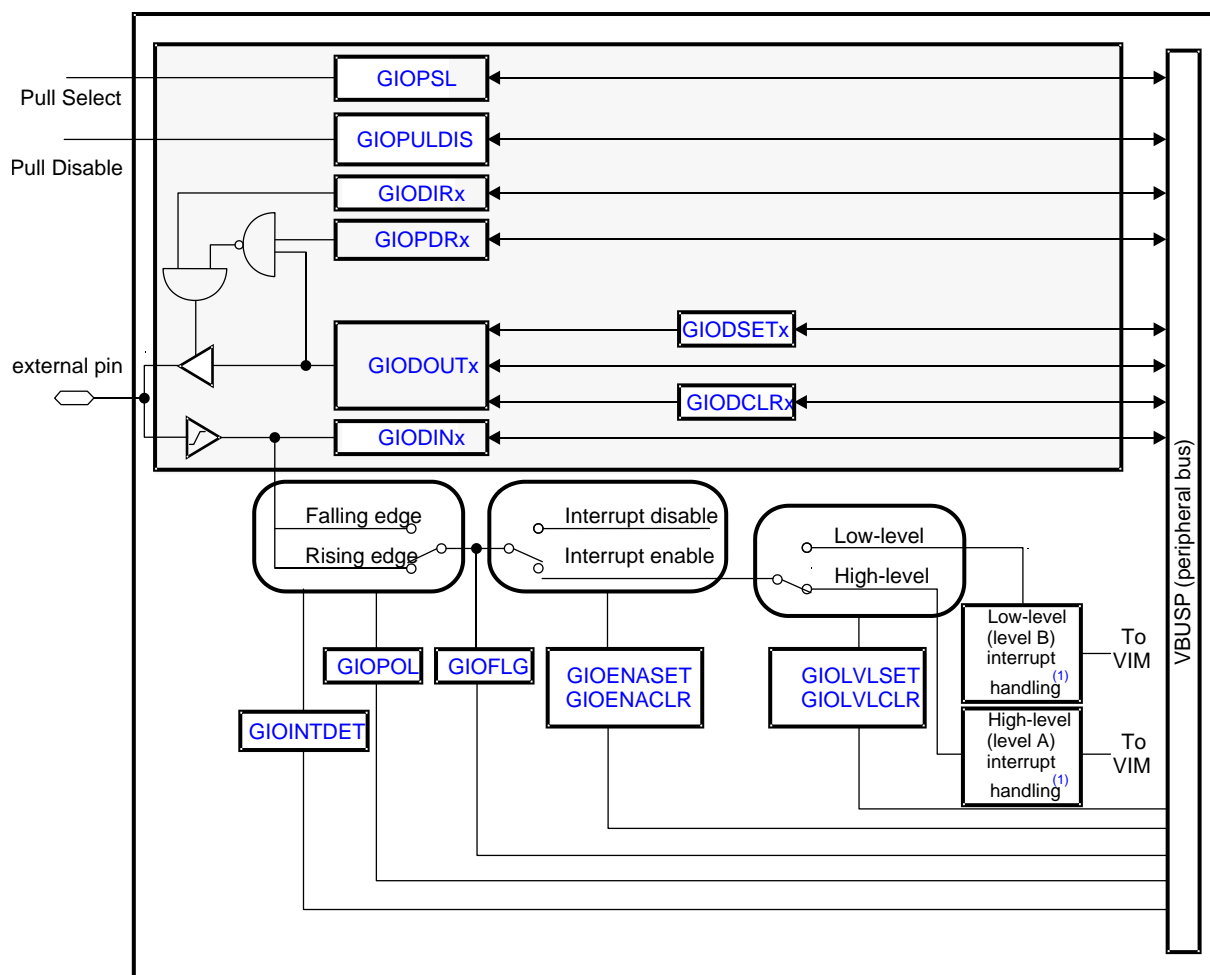 GIOPSL
Pull Select
GIOPULDIS
Pull Disable
GIODIRx
GIOPDRx
GIODSETx
external pin
GIODOUTx
GIODCLRx
GIODINx
VBUSP (peripheral bus)
Falling edge
Rising edge
Interrupt disable
Interrupt enable
Low-level
High-level
Low-level
(level B)
interrupt
handling(1)
To
VIM
GIOPOL
GIOFLG
GIOENASET
GIOENACLR
GIOLVLSET
GIOLVLCLR
GIOINTDET
High-level
(level A)
interrupt
handling(1)
To
VIM